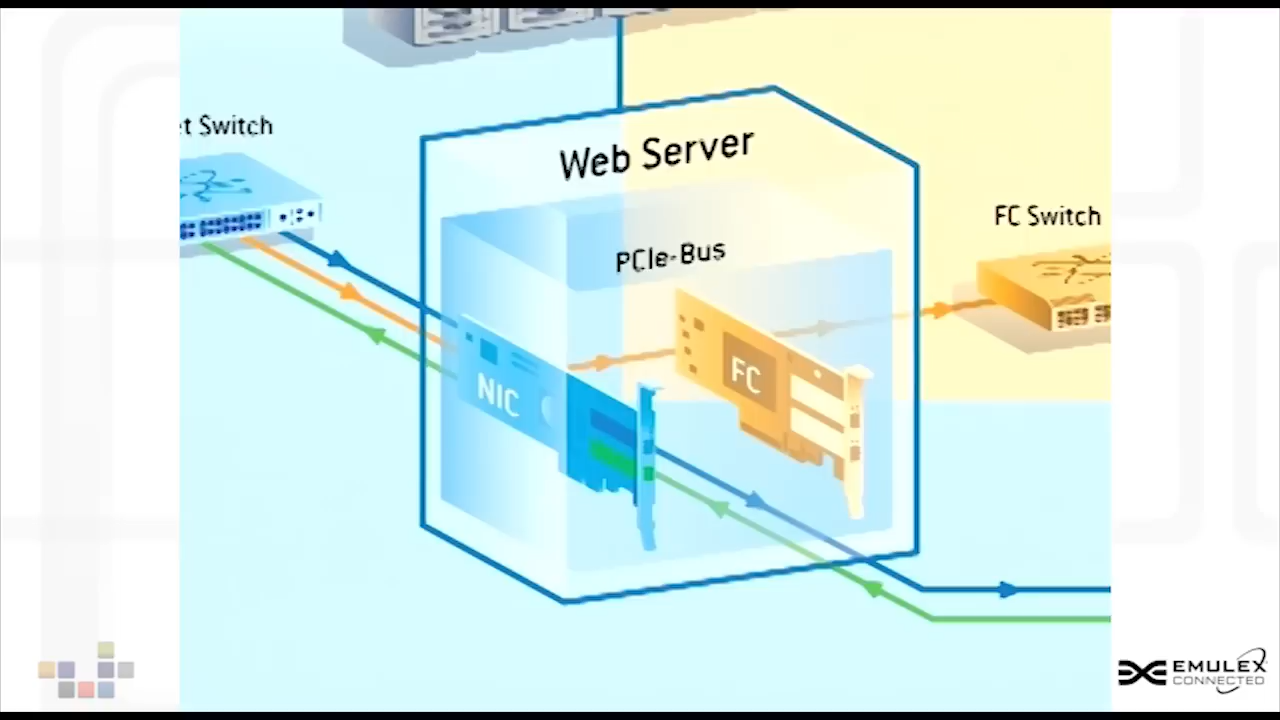 Web Server
et Switch
FC Switch
PCIe-Bus
FC
NIC
EMULEX
CONNECTED